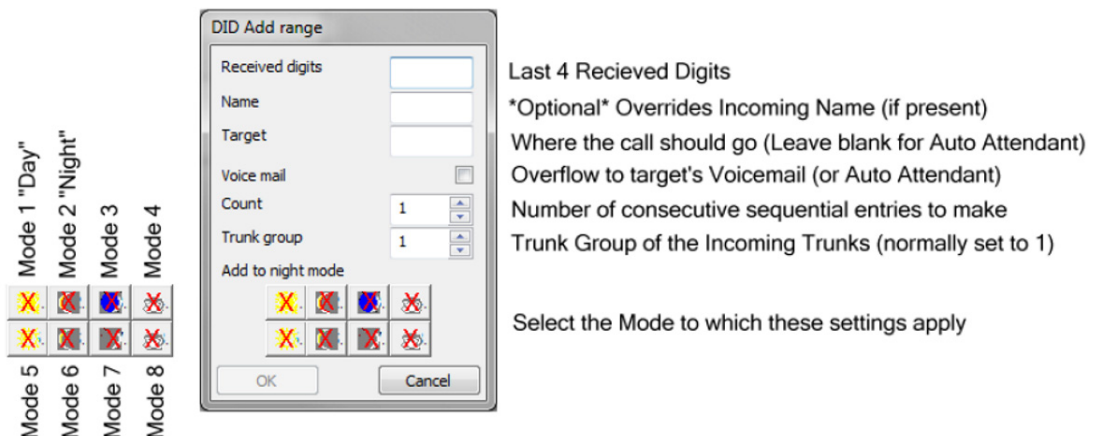 DID Add range
Received digits
Last 4 Recieved Digits
Name
*Optional* Overrides Incoming Name (if present)
Target
Where the call should go (Leave blank for Auto Attendant)
Voice mail
Overflow to target's Voicemail (or Auto Attendant)
Count
1
Number of consecutive sequential entries to make
Trunk group
1
Trunk Group of the Incoming Trunks (normally set to 1)
Add to night mode
Select the Mode to which these settings apply
OK
Cancel
Mode 1 "Day"
Mode 2 "Night"
Mode 3
Mode 4
Mode 5
Mode 6
Mode 7
Mode 8